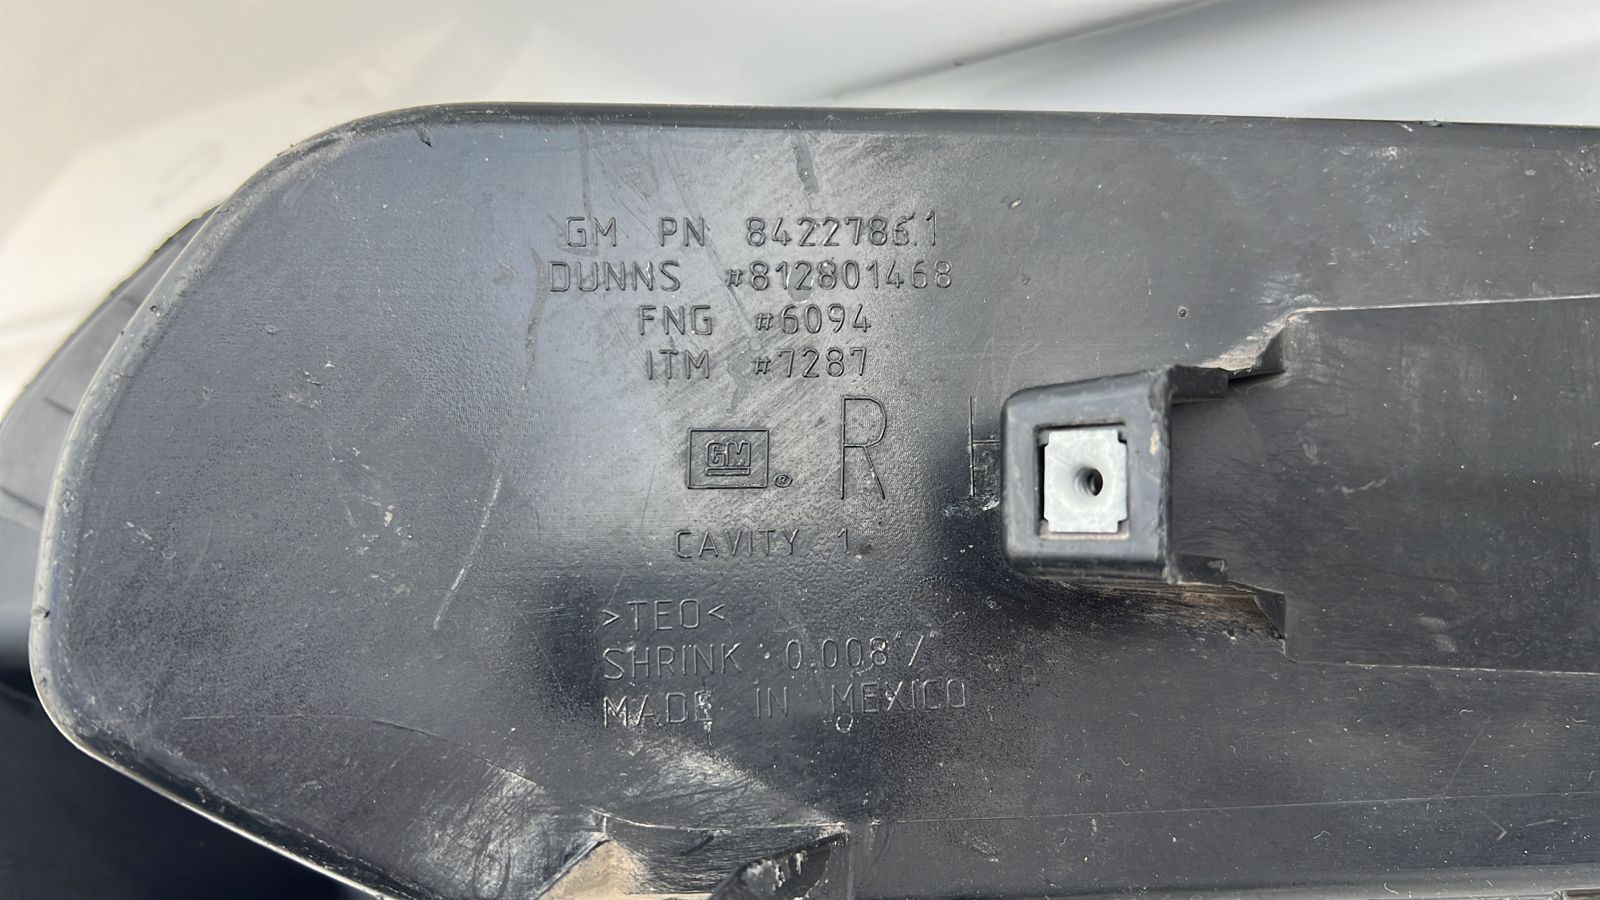 GM PN 84227861
DUNNS #812801468
FNG #6094
ITM #7287
GM ® R H
CAVITY 1
>TEO<
SHRINK 0.008"/
MADE IN MEXICO